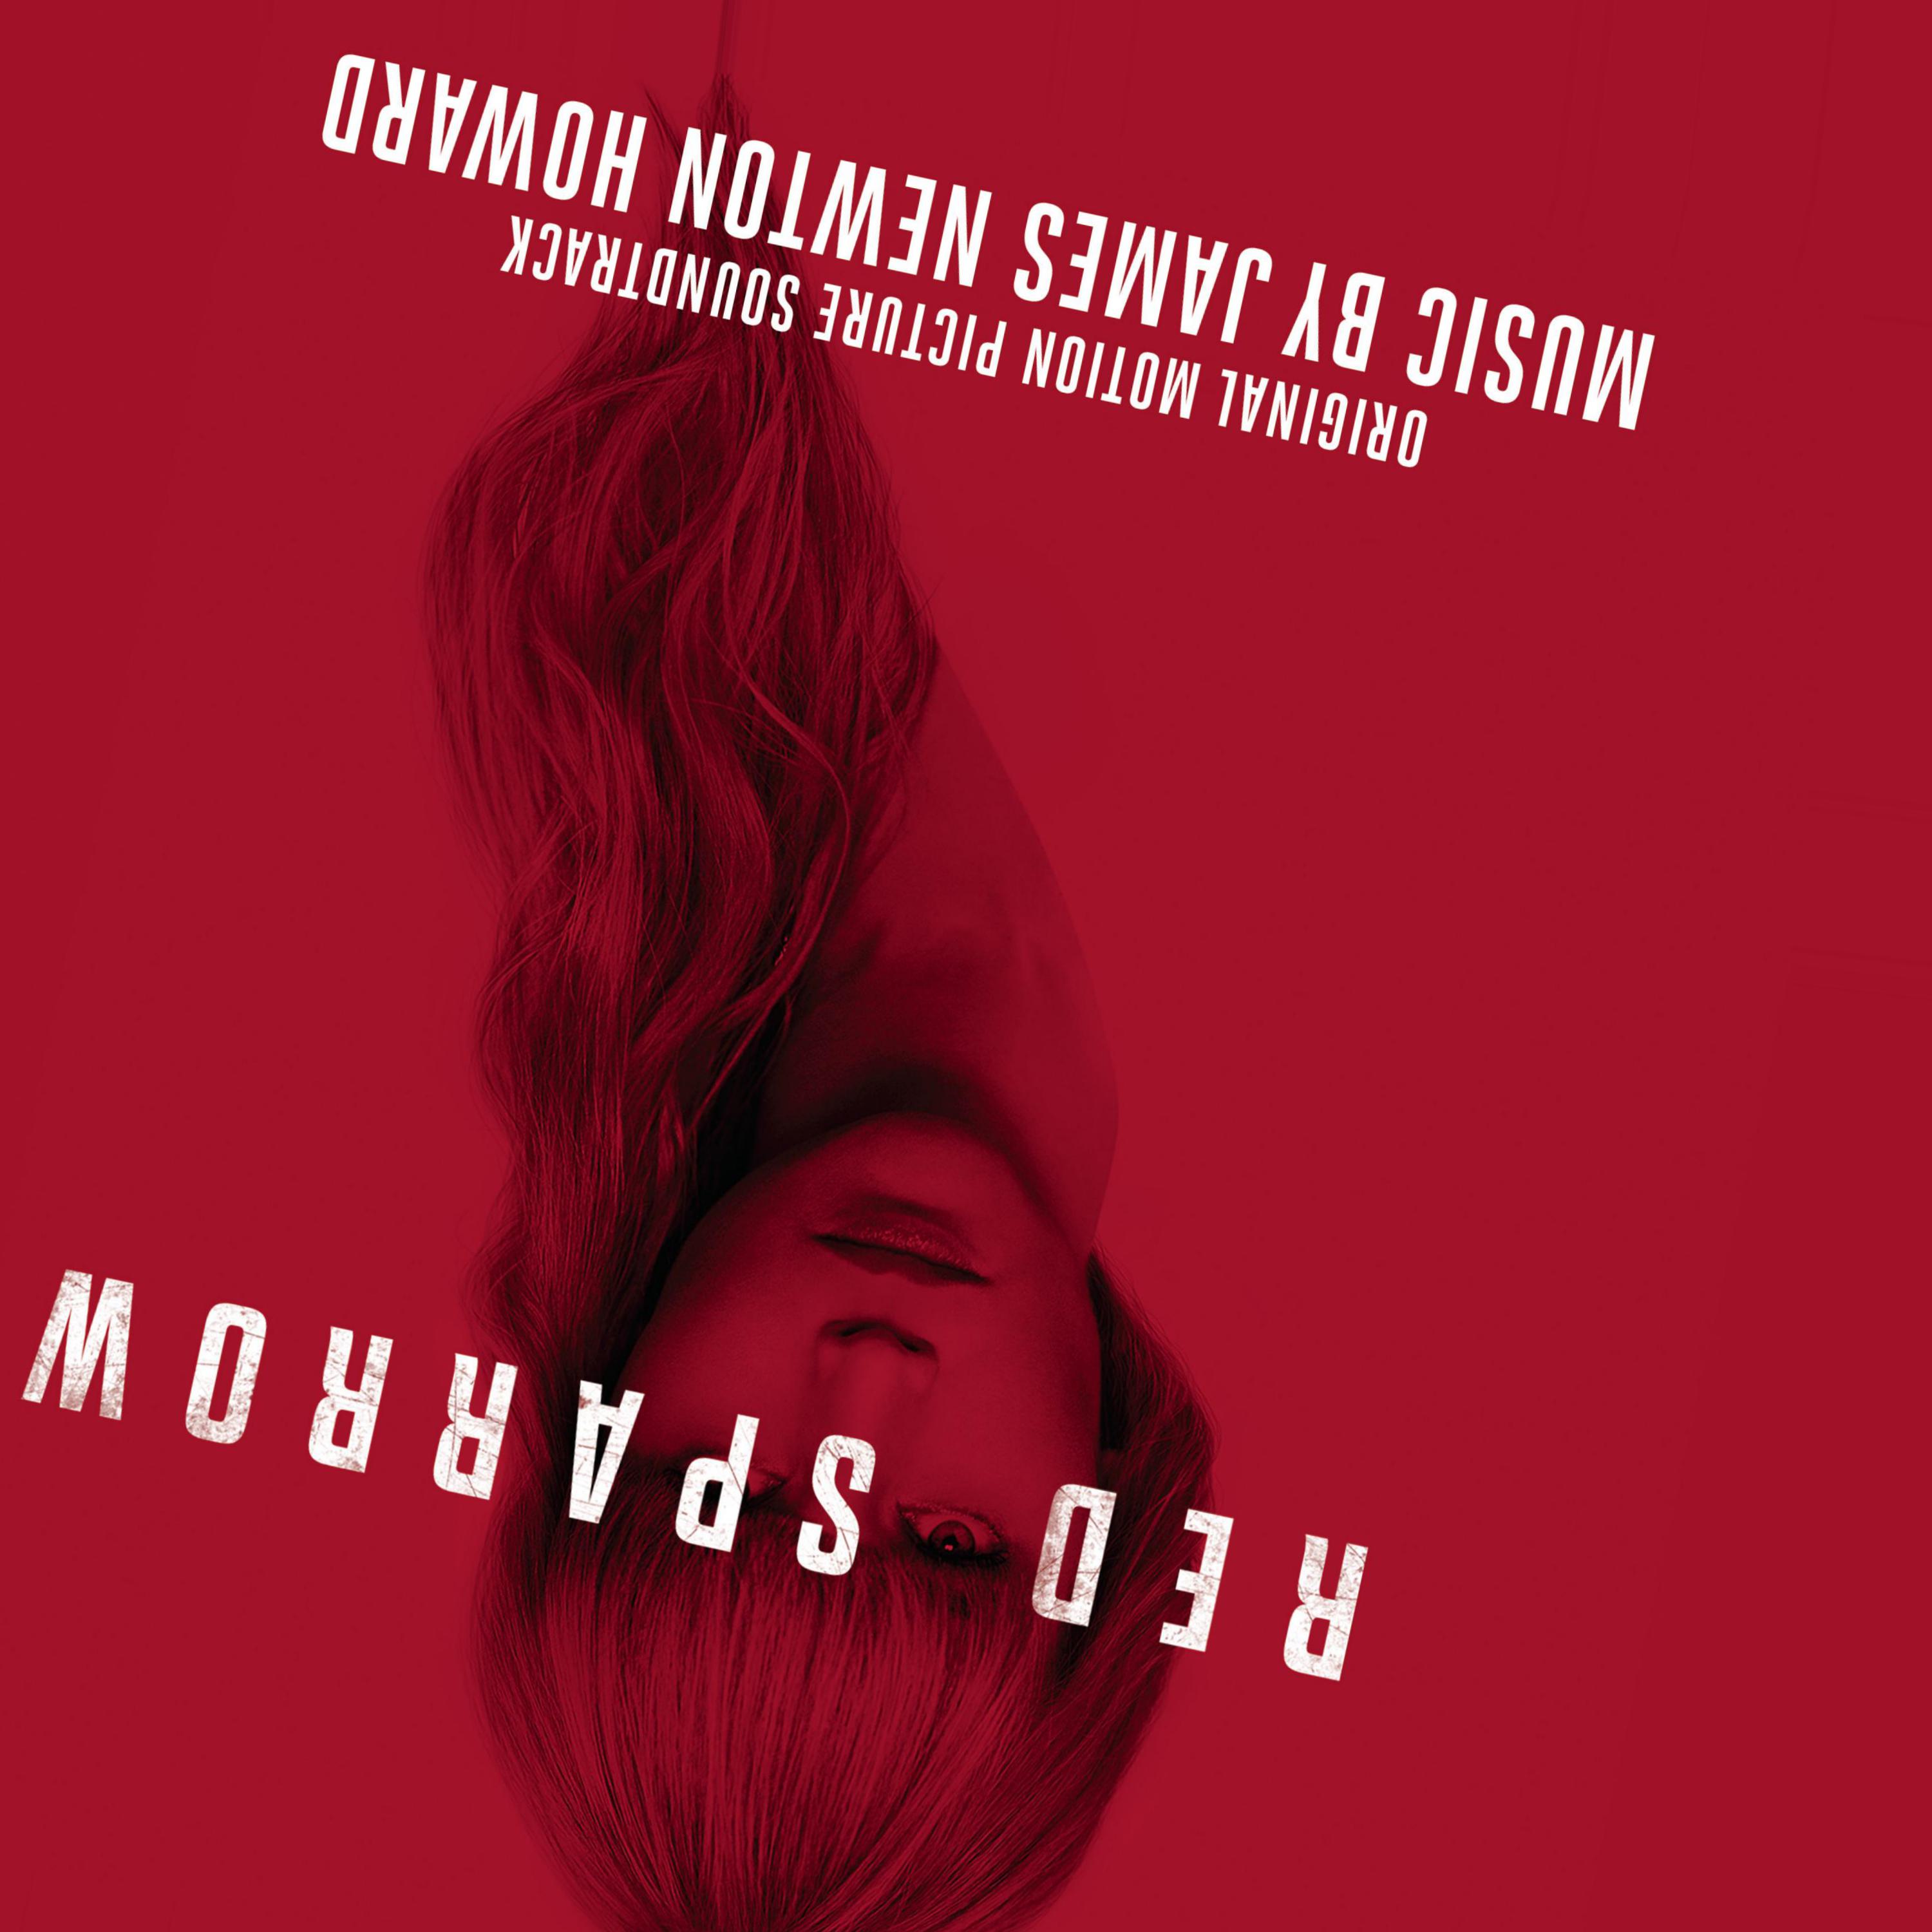 RED SPARROW
ORIGINAL MOTION PICTURE SOUNDTRACK
MUSIC BY JAMES NEWTON HOWARD